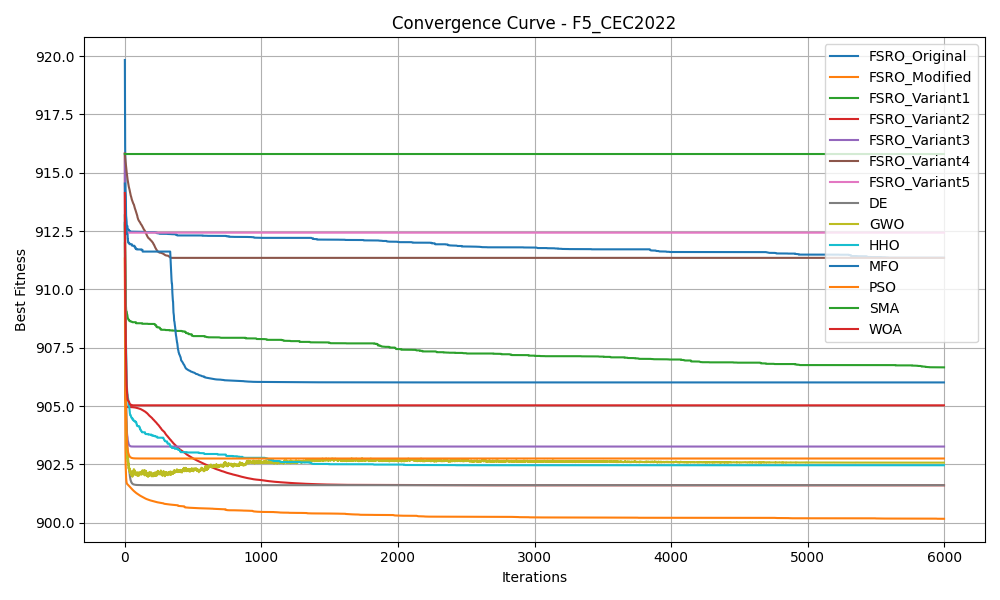 Convergence Curve - F5_CEC2022
Best Fitness
920.0
917.5
915.0
912.5
910.0
907.5
905.0
902.5
900.0
0
1000
2000
3000
4000
5000
6000
Iterations
FSRO_Original
FSRO_Modified
FSRO_Variant1
FSRO_Variant2
FSRO_Variant3
FSRO_Variant4
FSRO_Variant5
DE
GWO
HHO
MFO
PSO
SMA
WOA